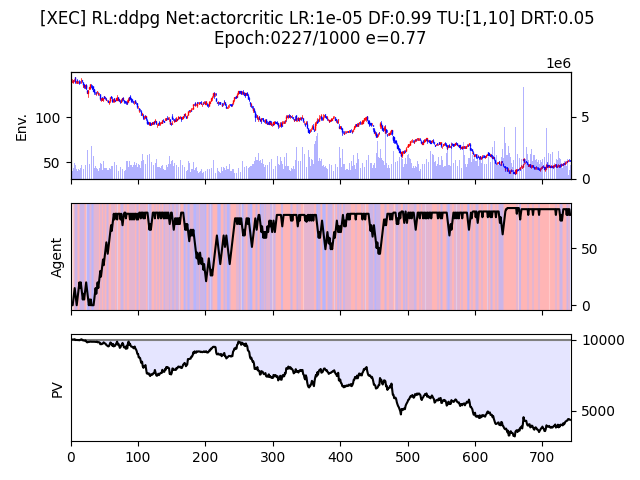 [XEC] RL:ddpg Net:actorcritic LR:1e-05 DF:0.99 TU:[1,10] DRT:0.05
Epoch:0227/1000 e=0.77
1e6
Env.
100
50
5
0
Agent
50
0
PV
10000
5000
0 100 200 300 400 500 600 700